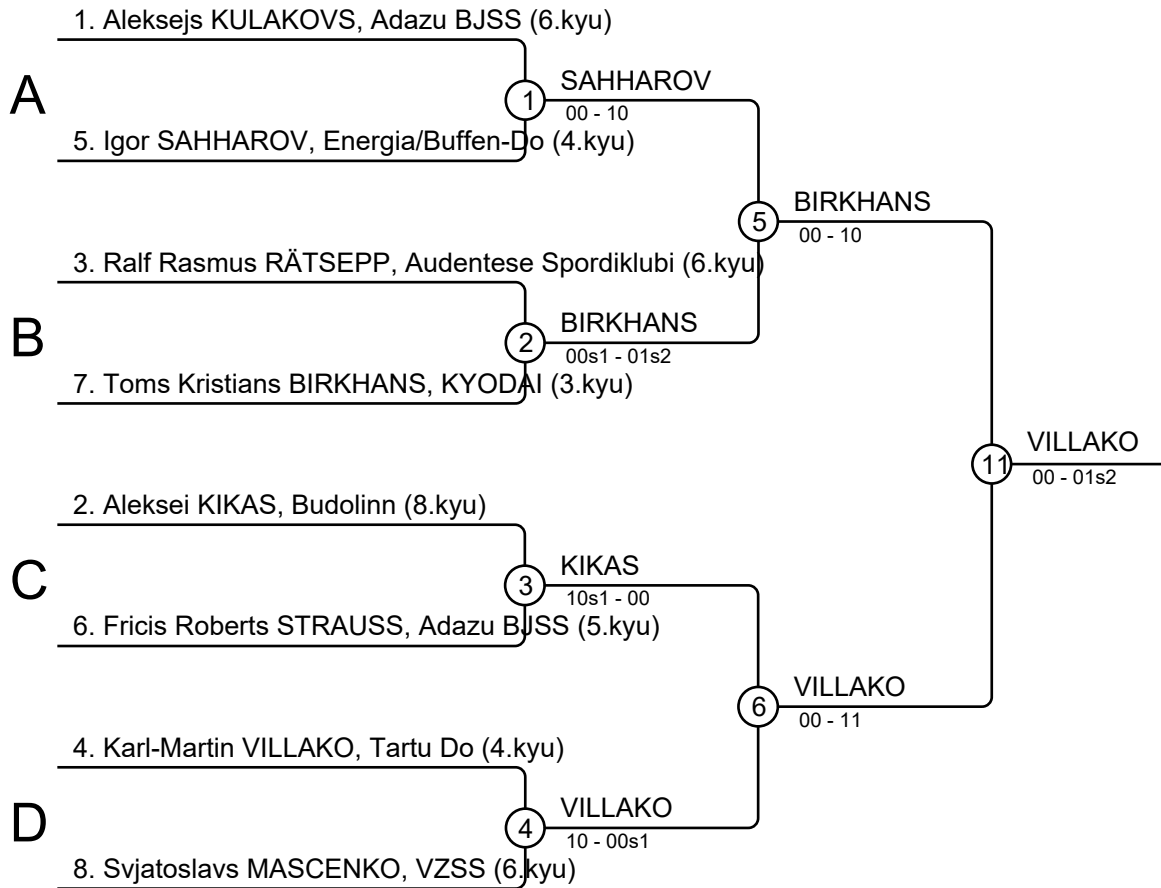 1. Aleksejs KULAKOVS, Adazu BJSS (6.kyu)
A
1
SAHHAROV
00 - 10
5. Igor SAHHAROV, Energia/Buffen-Do (4.kyu)
5
BIRKHANS
00 - 10
3. Ralf Rasmus RÄTSEPP, Audentese Spordiklubi (6.kyu)
B
2
BIRKHANS
00s1 - 01s2
7. Toms Kristians BIRKHANS, KYODAI (3.kyu)
11
VILLAKO
00 - 01s2
2. Aleksei KIKAS, Budolinn (8.kyu)
C
3
KIKAS
10s1 - 00
6. Fricis Roberts STRAUSS, Adazu BJSS (5.kyu)
6
VILLAKO
00 - 11
4. Karl-Martin VILLAKO, Tartu Do (4.kyu)
D
4
VILLAKO
10 - 00s1
8. Svjatoslavs MASCENKO, VZSS (6.kyu)